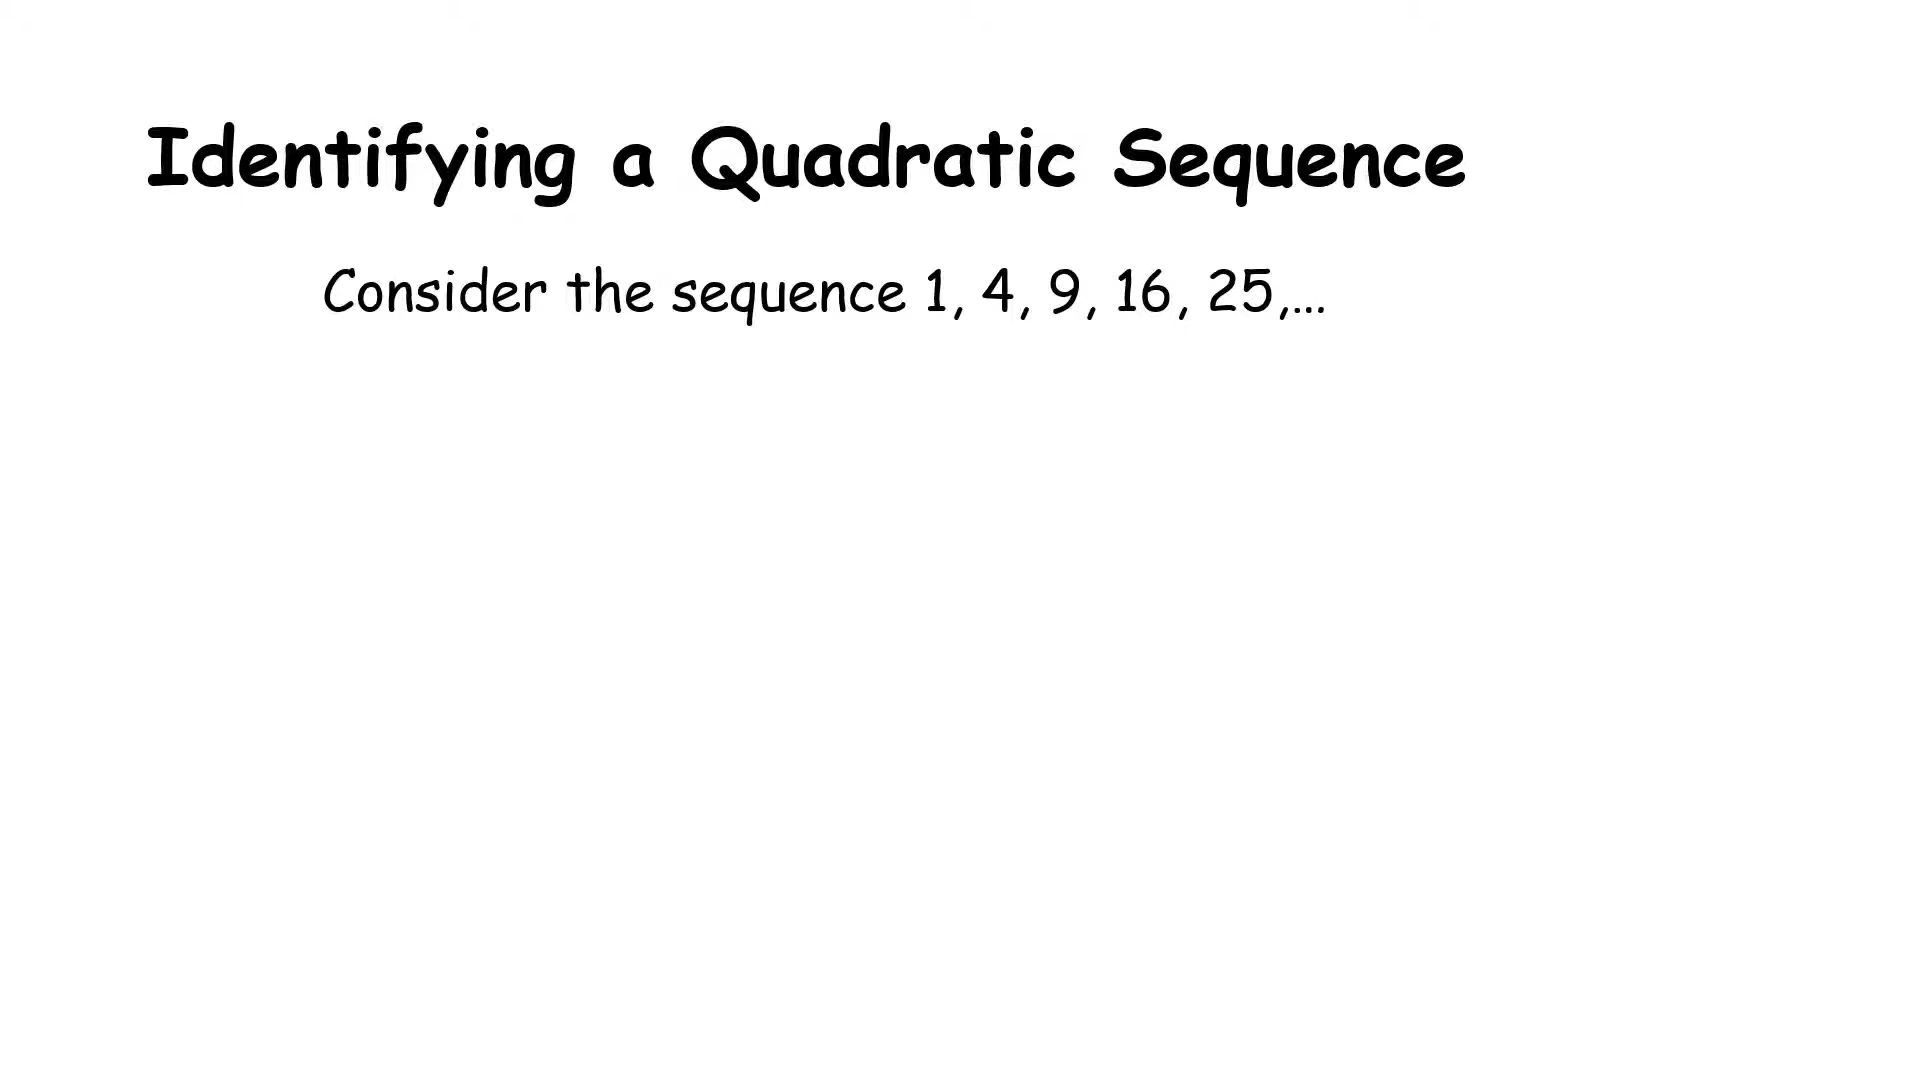 Identifying a Quadratic Sequence
Consider the sequence 1, 4, 9, 16, 25,...